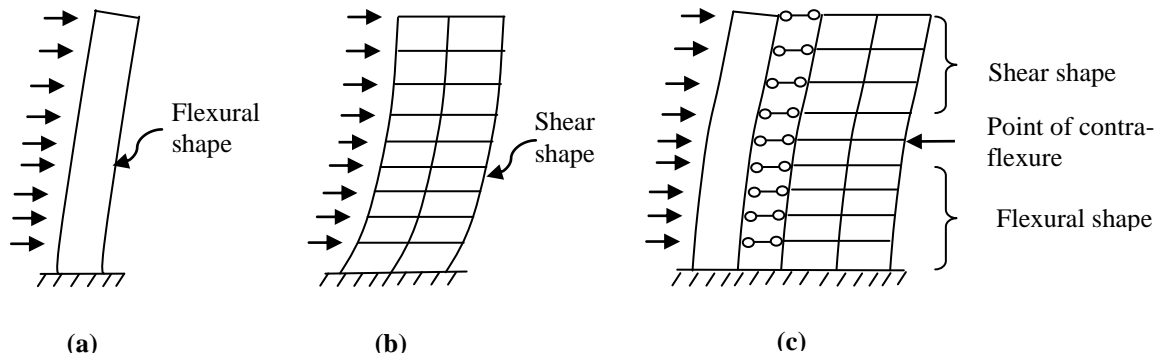 Flexural
shape
(a)
Shear
shape
(b)
Shear shape
Point of contra-
flexure
Flexural shape
(c)